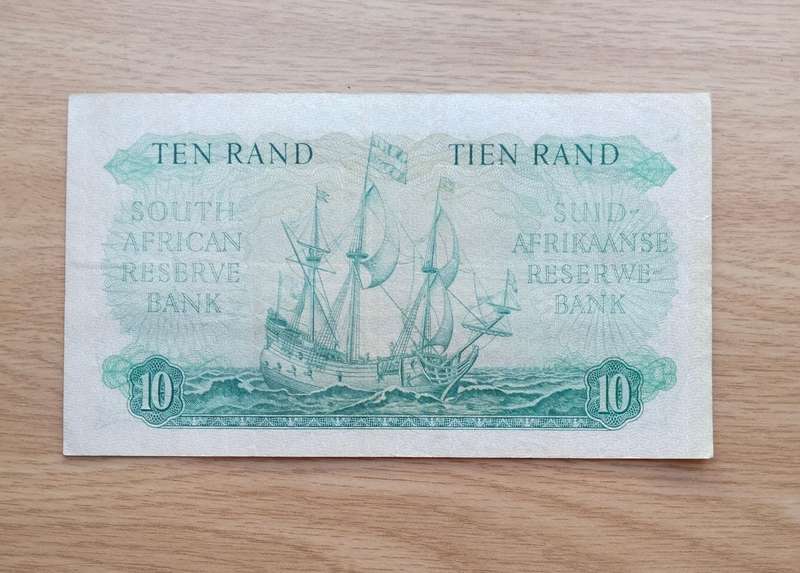 TEN RAND
TIEN RAND
SOUTH
AFRICAN
RESERVE
BANK
SUID-
AFRIKAANSE
RESERWE-
BANK
10
10